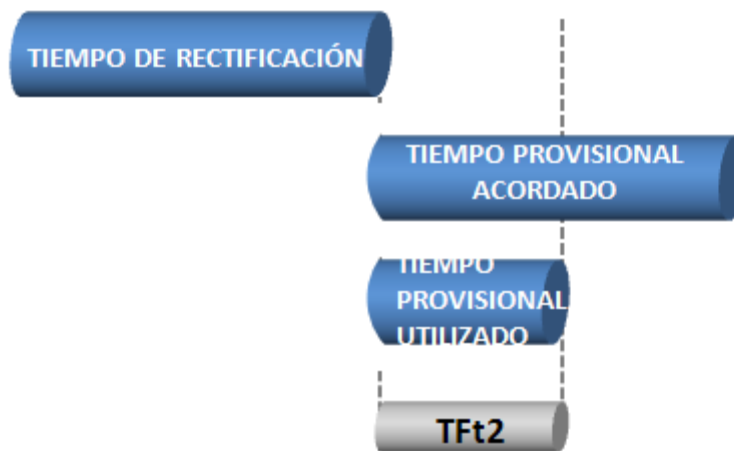 TIEMPO DE RECTIFICACIÓN
TIEMPO PROVISIONAL
ACORDADO
TIEMPO
PROVISIONAL
UTILIZADO
TFt2